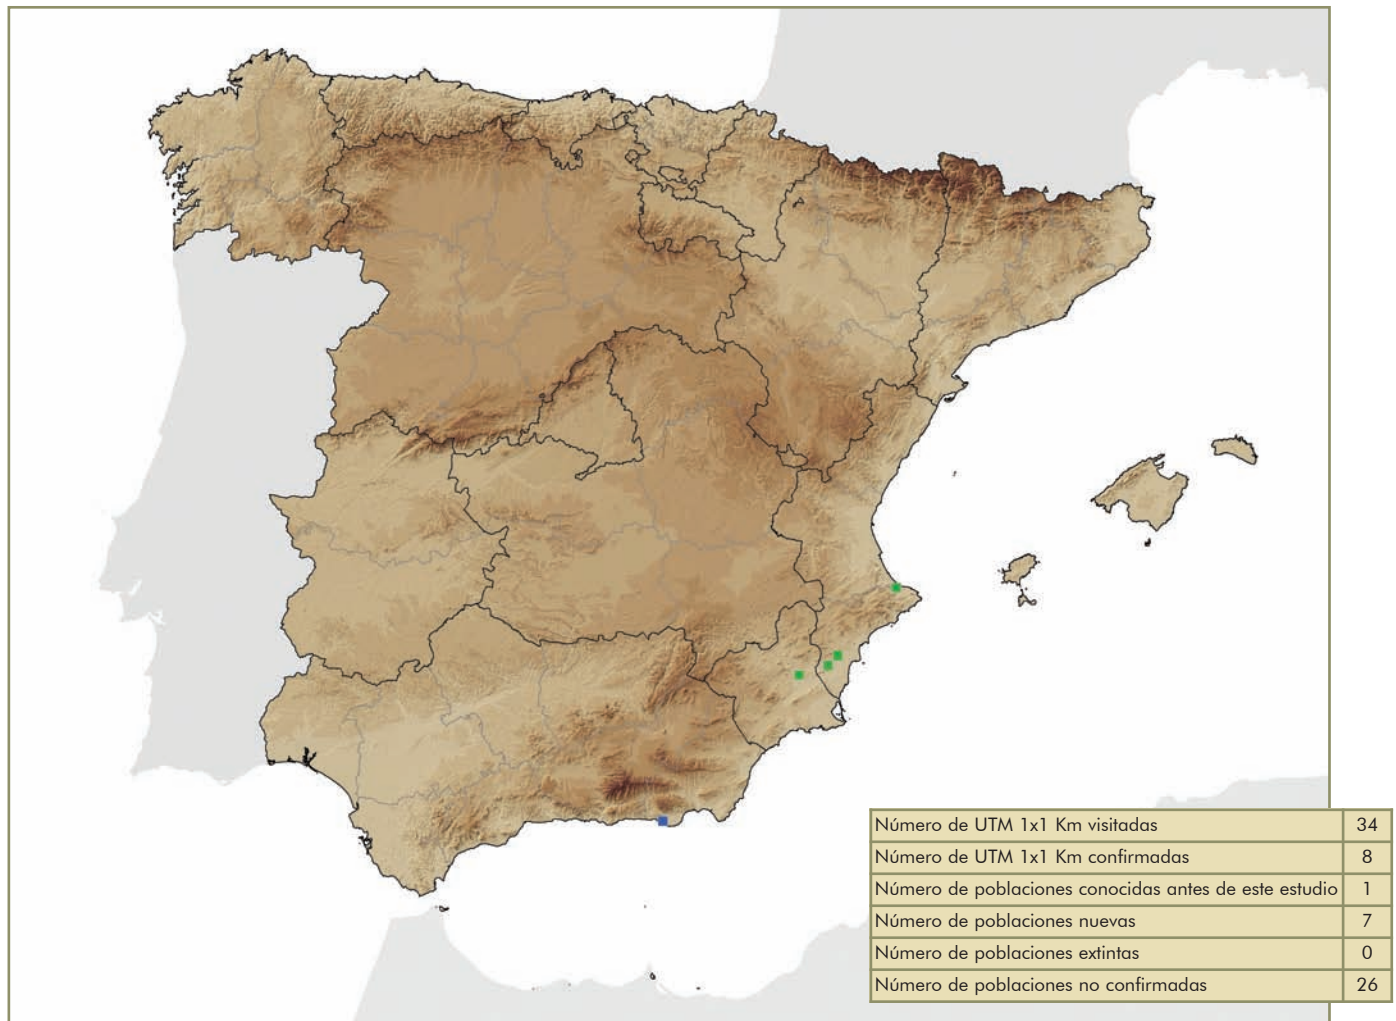 Número de UTM 1x1 Km visitadas 34
Número de UTM 1x1 Km confirmadas 8
Número de poblaciones conocidas antes de este estudio 1
Número de poblaciones nuevas 7
Número de poblaciones extintas 0
Número de poblaciones no confirmadas 26